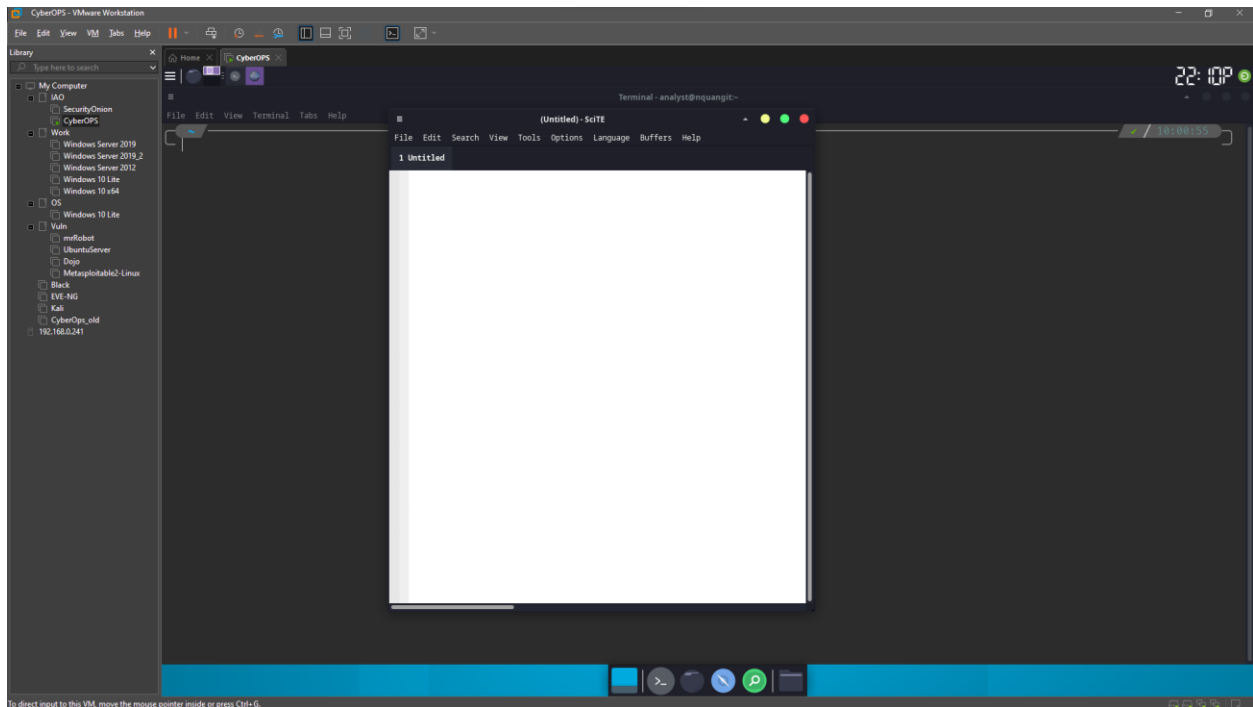 CyberOPS - VMware Workstation
File Edit View VM Tabs Help
Library
Type here to search
My Computer
IAO
SecurityOnion
CyberOPS
Work
Windows Server 2019
Windows Server 2019_2
Windows Server 2012
Windows 10 Lite
Windows 10 x64
OS
Windows 10 Lite
Vuln
mrRobot
UbuntuServer
Dojo
Metasploitable2-Linux
Black
EVE-NG
Kali
CyberOps_old
192.168.0.241
Home CyberOPS
22:10P
Terminal - analyst@nquangit:~
File Edit View Terminal Tabs Help
~ 10:08:55
(Untitled) - SciTE
File Edit Search View Tools Options Language Buffers Help
1 Untitled
To direct input to this VM, move the mouse pointer inside or press Ctrl+G.